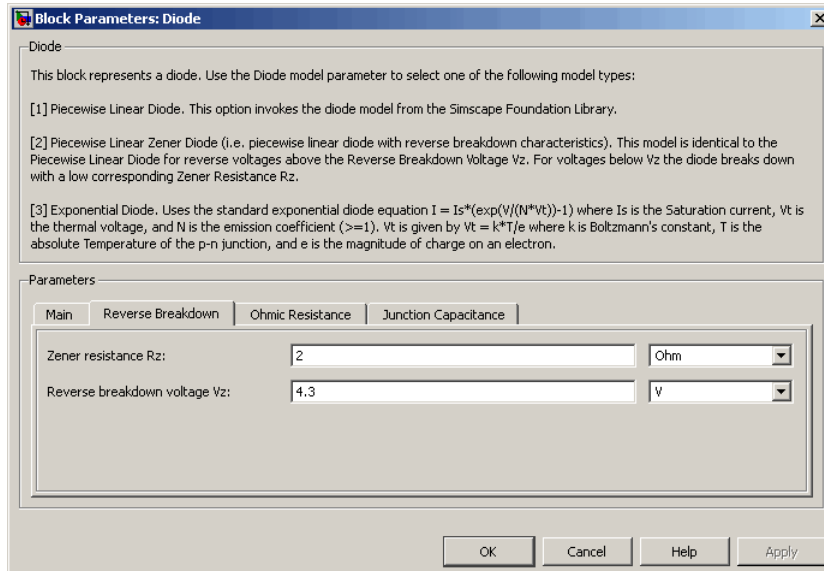 Block Parameters: Diode
Diode
This block represents a diode. Use the Diode model parameter to select one of the following model types:
[1] Piecewise Linear Diode. This option invokes the diode model from the Simscape Foundation Library.
[2] Piecewise Linear Zener Diode (i.e. piecewise linear diode with reverse breakdown characteristics). This model is identical to the
Piecewise Linear Diode for reverse voltages above the Reverse Breakdown Voltage Vz. For voltages below Vz the diode breaks down
with a low corresponding Zener Resistance Rz.
[3] Exponential Diode. Uses the standard exponential diode equation I = Is*(exp(V/(N*Vt))-1) where Is is the Saturation current, Vt is
the thermal voltage, and N is the emission coefficient (>=1). Vt is given by Vt = k*T/e where k is Boltzmann's constant, T is the
absolute Temperature of the p-n junction, and e is the magnitude of charge on an electron.
Parameters
Main Reverse Breakdown Ohmic Resistance Junction Capacitance
Zener resistance Rz: 2 Ohm
Reverse breakdown voltage Vz: 4.3 V
OK Cancel Help Apply